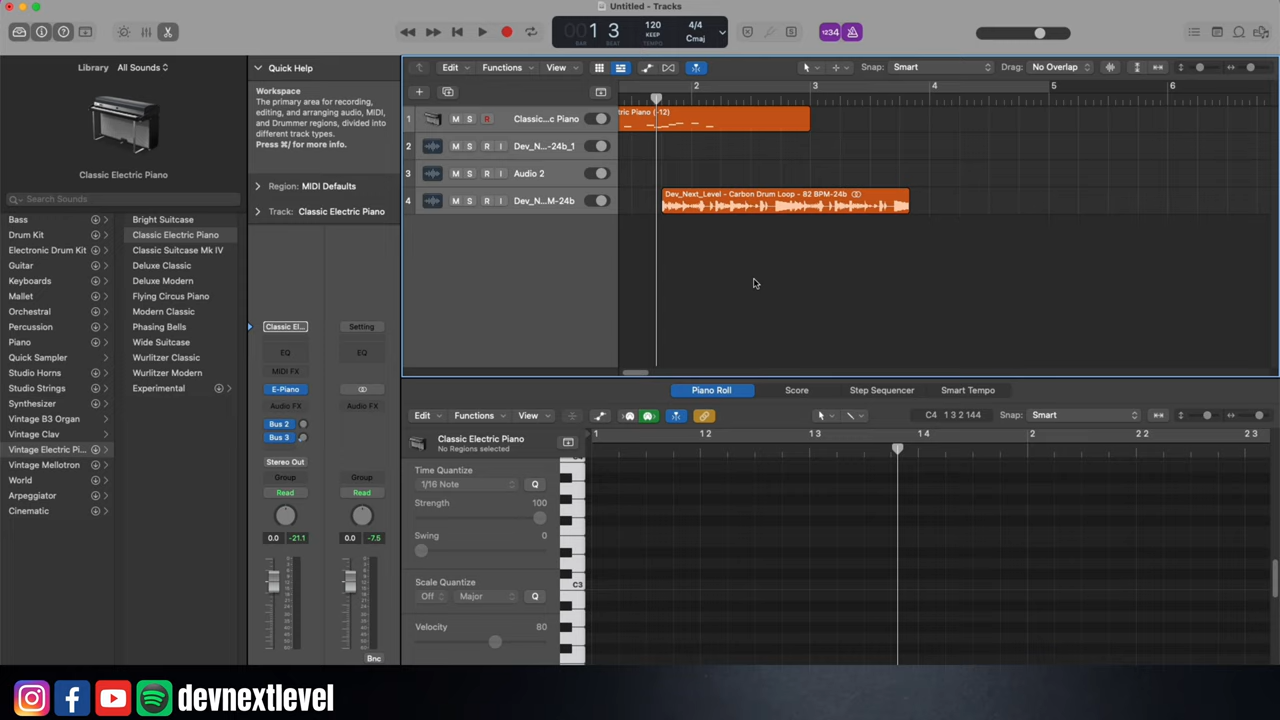 Untitled - Tracks
001 3
BAR BEAT
120
KEEP
TEMPO
4/4
Cmaj
1234
Library All Sounds
Classic Electric Piano
Search Sounds
Bass
Drum Kit
Electronic Drum Kit
Guitar
Keyboards
Mallet
Orchestral
Percussion
Piano
Quick Sampler
Studio Horns
Studio Strings
Synthesizer
Vintage B3 Organ
Vintage Clav
Vintage Electric Pi...
Vintage Mellotron
World
Arpeggiator
Cinematic
Bright Suitcase
Classic Electric Piano
Classic Suitcase Mk IV
Deluxe Classic
Deluxe Modern
Flying Circus Piano
Modern Classic
Phasing Bells
Wide Suitcase
Wurlitzer Classic
Wurlitzer Modern
Experimental
Quick Help
Workspace
The primary area for recording,
editing, and arranging audio, MIDI,
and Drummer regions, divided into
different track types.
Press ⌘/ for more info.
Region: MIDI Defaults
Track: Classic Electric Piano
Classic El... Setting
EQ EQ
MIDI FX
E-Piano
Audio FX Audio FX
Bus 2
Bus 3
Stereo Out
Group Group
Read Read
0.0 -21.1 0.0 -7.5
Bnc
Edit Functions View Snap: Smart Drag: No Overlap
2 3 4 5 6
1 M S R Classic...c Piano
tric Piano (-12)
2 M S R I Dev_N...-24b_1
3 M S R I Audio 2
4 M S R I Dev_N...M-24b
Dev_Next_Level - Carbon Drum Loop - 82 BPM-24b
Piano Roll Score Step Sequencer Smart Tempo
Edit Functions View C4 1 3 2 144 Snap: Smart
1 1 2 1 3 1 4 2 2 3
Classic Electric Piano
No Regions selected
Time Quantize
1/16 Note Q
Strength 100
Swing 0
Scale Quantize
Off Major Q
Velocity 80
C3
devnextlevel